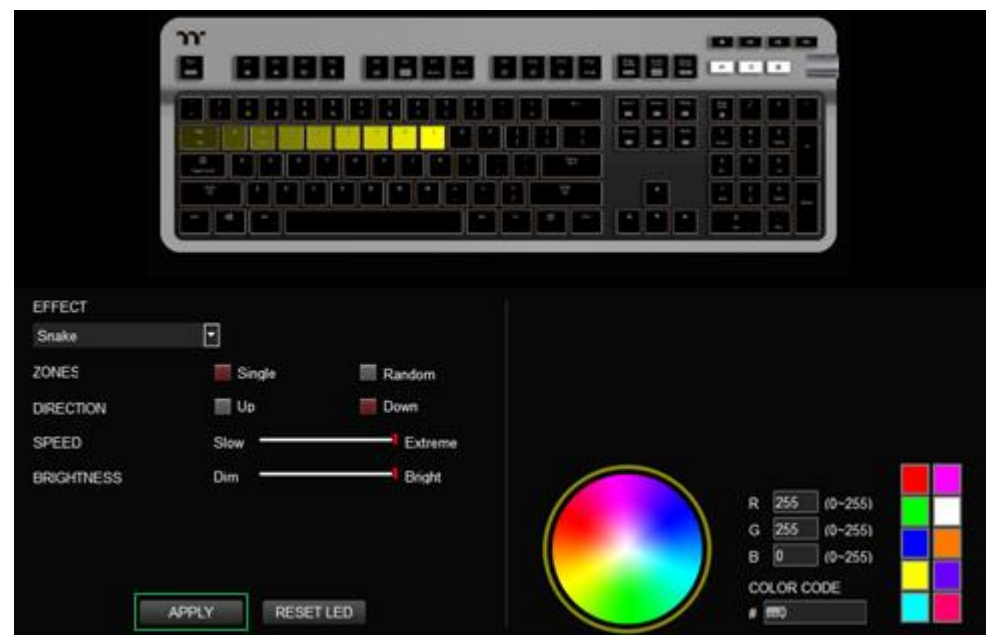 EFFECT
Snake
ZONES Single Random
DIRECTION Up Down
SPEED Slow Extreme
BRIGHTNESS Dim Bright
R 255 (0~255)
G 255 (0~255)
B 0 (0~255)
COLOR CODE
# fff0
APPLY RESET LED